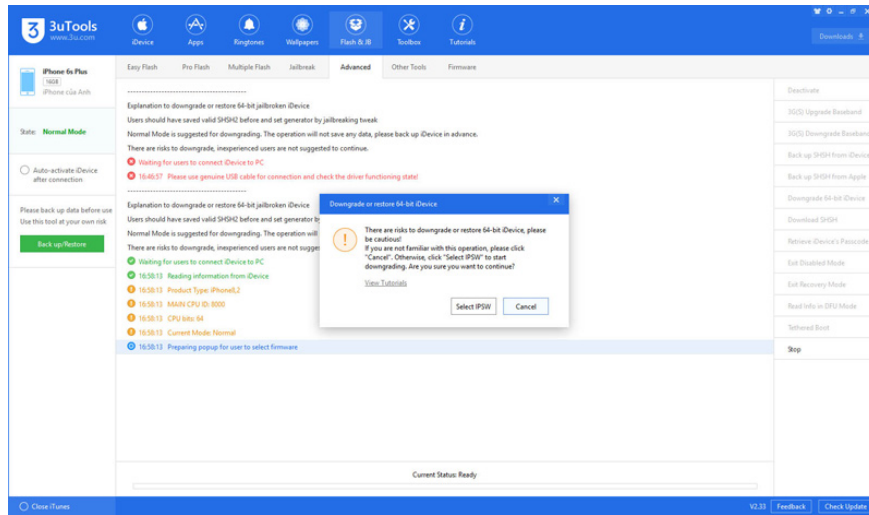 3 3uTools
www.3u.com
iDevice
Apps
Ringtones
Wallpapers
Flash & JB
Toolbox
Tutorials
Downloads
iPhone 6s Plus
16GB
iPhone của Anh
State: Normal Mode
Auto-activate iDevice
after connection
Please back up data before use
Use this tool at your own risk
Back up/Restore
Easy Flash Pro Flash Multiple Flash Jailbreak Advanced Other Tools Firmware
-----------------------------------------
Explanation to downgrade or restore 64-bit jailbroken iDevice
Users should have saved valid SHSH2 before and set generator by jailbreaking tweak
Normal Mode is suggested for downgrading. The operation will not save any data, please back up iDevice in advance.
There are risks to downgrade, inexperienced users are not suggested to continue.
Waiting for users to connect iDevice to PC
16:46:57 Please use genuine USB cable for connection and check the driver functioning state!
-----------------------------------------
Explanation to downgrade or restore 64-bit jailbroken iDevice
Users should have saved valid SHSH2 before and set generator by
Normal Mode is suggested for downgrading. The operation will
There are risks to downgrade, inexperienced users are not sugges
Waiting for users to connect iDevice to PC
16:58:13 Reading information from iDevice
16:58:13 Product Type: iPhone8,2
16:58:13 MAIN CPU ID: 8000
16:58:13 CPU bits: 64
16:58:13 Current Mode: Normal
16:58:13 Preparing popup for user to select firmware
Downgrade or restore 64-bit iDevice
There are risks to downgrade or restore 64-bit iDevice, please
be cautious!
If you are not familiar with this operation, please click
"Cancel". Otherwise, click "Select IPSW" to start
downgrading. Are you sure you want to continue?
View Tutorials
Select IPSW
Cancel
Deactivate
3G(S) Upgrade Baseband
3G(S) Downgrade Baseband
Back up SHSH from iDevice
Back up SHSH from Apple
Downgrade 64-bit iDevice
Download SHSH
Retrieve iDevice's Passcode
Exit Disabled Mode
Exit Recovery Mode
Read Info in DFU Mode
Tethered Boot
Stop
Current Status: Ready
Close iTunes
V2.33
Feedback
Check Update